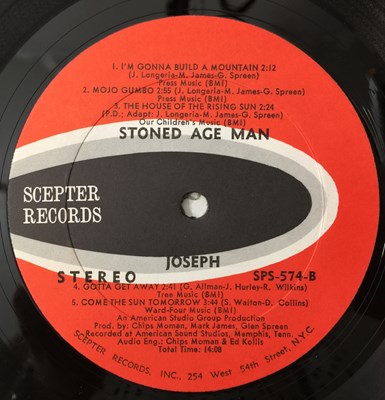 1. I'M GONNA BUILD A MOUNTAIN 2:12
(J. Longeria-M. James-G. Spreen)
Press Music (BMI)
2. MOJO GUMBO 2:55 (J. Longeria-M. James-G. Spreen)
Press Music (BMI)
3. THE HOUSE OF THE RISING SUN 2:24
(P.D.; Adapt: J. Longeria-M. James-G. Spreen)
Our Children's Music (BMI)
STONED AGE MAN
SCEPTER
RECORDS
JOSEPH
STEREO
SPS-574-B
4. GOTTA GET AWAY 2:41 (G. Allman-J. Hurley-R. Wilkins)
Tree Music (BMI)
5. COME THE SUN TOMORROW 3:44 (S. Walton-D. Collins)
Ward-Four Music (BMI)
An American Studio Group Production
Prod. by: Chips Moman, Mark James, Glen Spreen
Recorded at American Sound Studios, Memphis, Tenn.
Audio Eng.: Chips Moman & Ed Kollis
Total Time: 14:08
SCEPTER RECORDS, INC., 254 West 54th Street, N.Y.C.